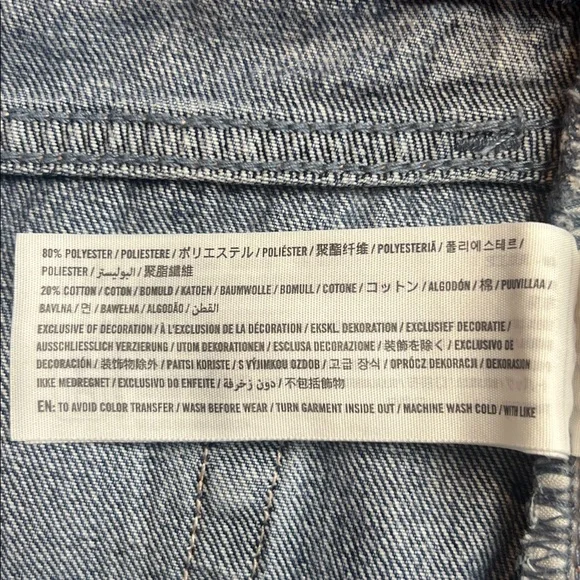 80% POLYESTER / POLIESTERE / ポリエステル / POLIÉSTER / 聚酯纤维 / POLYESTERIÄ / 폴리에스테르 /
POLIESTER / البوليستر / 聚脂纖維
20% COTTON / COTON / BOMULD / KATOEN / BAUMWOLLE / BOMULL / COTONE / コットン / ALGODÓN / 棉 / PUUVILLAA /
BAVLNA / 면 / BAWEŁNA / ALGODÃO / القطن
EXCLUSIVE OF DECORATION / À L'EXCLUSION DE LA DÉCORATION / EKSKL. DEKORATION / EXCLUSIEF DECORATIE /
AUSSCHLIESSLICH VERZIERUNG / UTOM DEKORATIONEN / ESCLUSA DECORAZIONE / 装飾を除く / EXCLUSIVO DE
DECORACIÓN / 装饰物除外 / PAITSI KORISTE / S VÝJIMKOU OZDOB / 고급 장식 / OPRÓCZ DEKORACJI / DEKORASJON
IKKE MEDREGNET / EXCLUSIVO DO ENFEITE / دون زخرفة / 不包括飾物
EN: TO AVOID COLOR TRANSFER / WASH BEFORE WEAR / TURN GARMENT INSIDE OUT / MACHINE WASH COLD / WITH LIKE